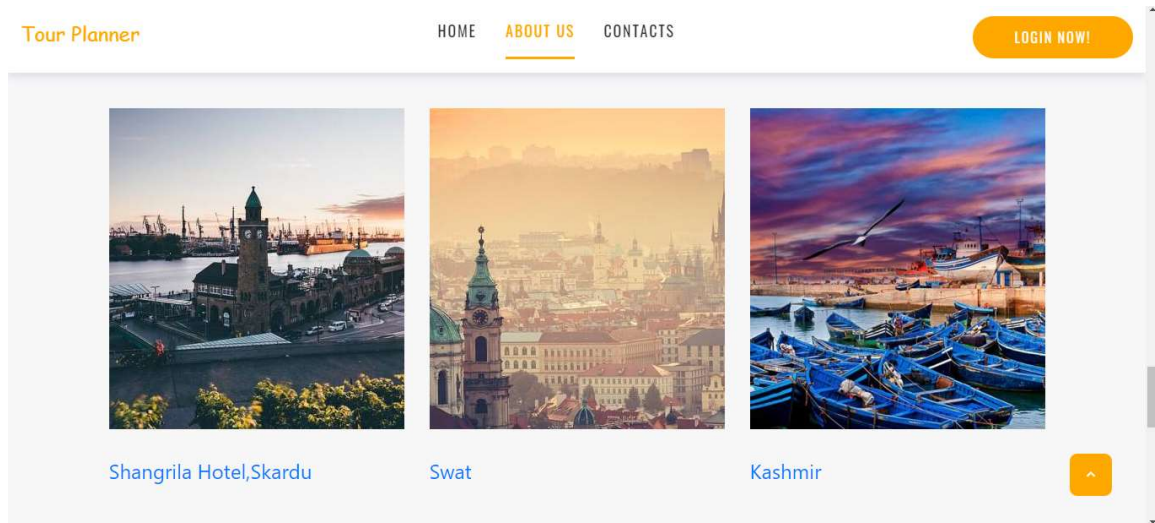 Tour Planner
HOME ABOUT US CONTACTS
LOGIN NOW!
Shangrila Hotel,Skardu
Swat
Kashmir